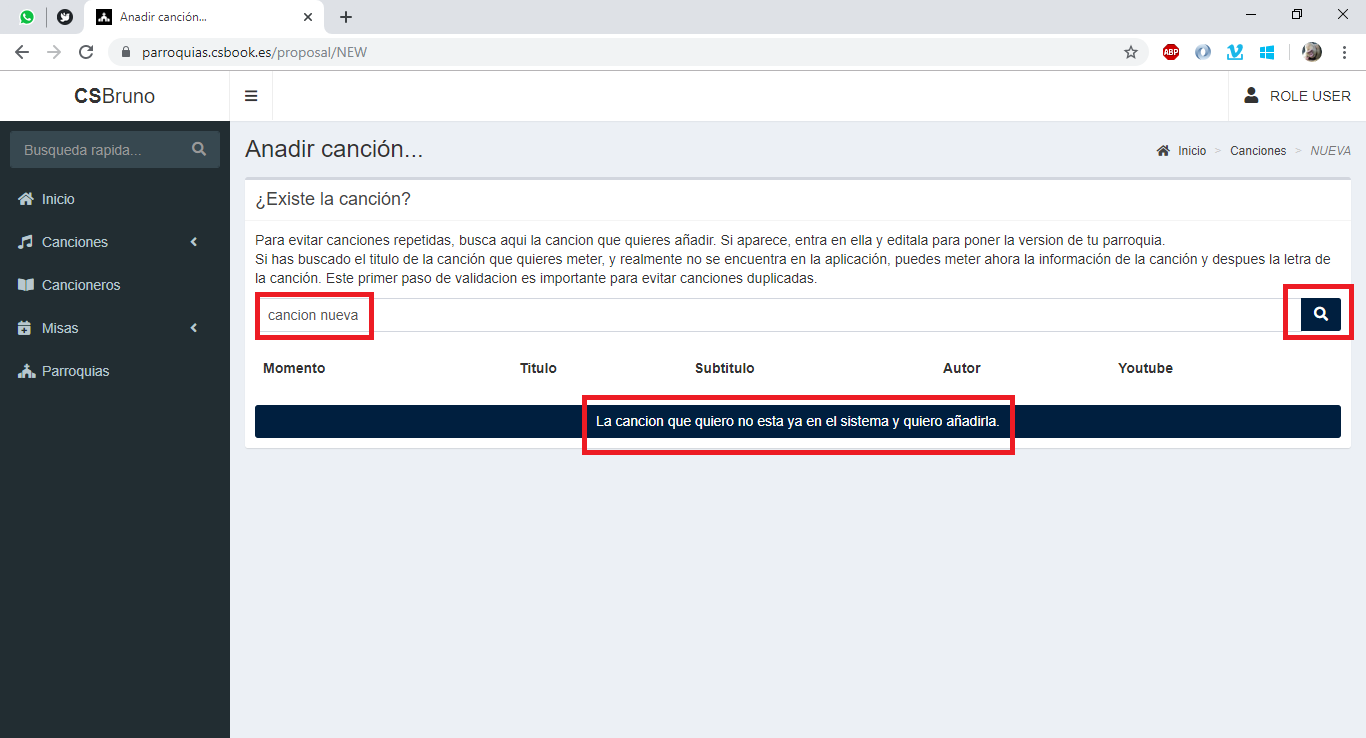 Anadir canción...
parroquias.csbook.es/proposal/NEW
ABP
CSBruno
ROLE USER
Busqueda rapida...
Inicio
Canciones
Cancioneros
Misas
Parroquias
Anadir canción...
Inicio > Canciones > NUEVA
¿Existe la canción?
Para evitar canciones repetidas, busca aqui la cancion que quieres añadir. Si aparece, entra en ella y editala para poner la version de tu parroquia.
Si has buscado el titulo de la canción que quieres meter, y realmente no se encuentra en la aplicación, puedes meter ahora la información de la canción y despues la letra de
la canción. Este primer paso de validacion es importante para evitar canciones duplicadas.
cancion nueva
Momento Titulo Subtitulo Autor Youtube
La cancion que quiero no esta ya en el sistema y quiero añadirla.